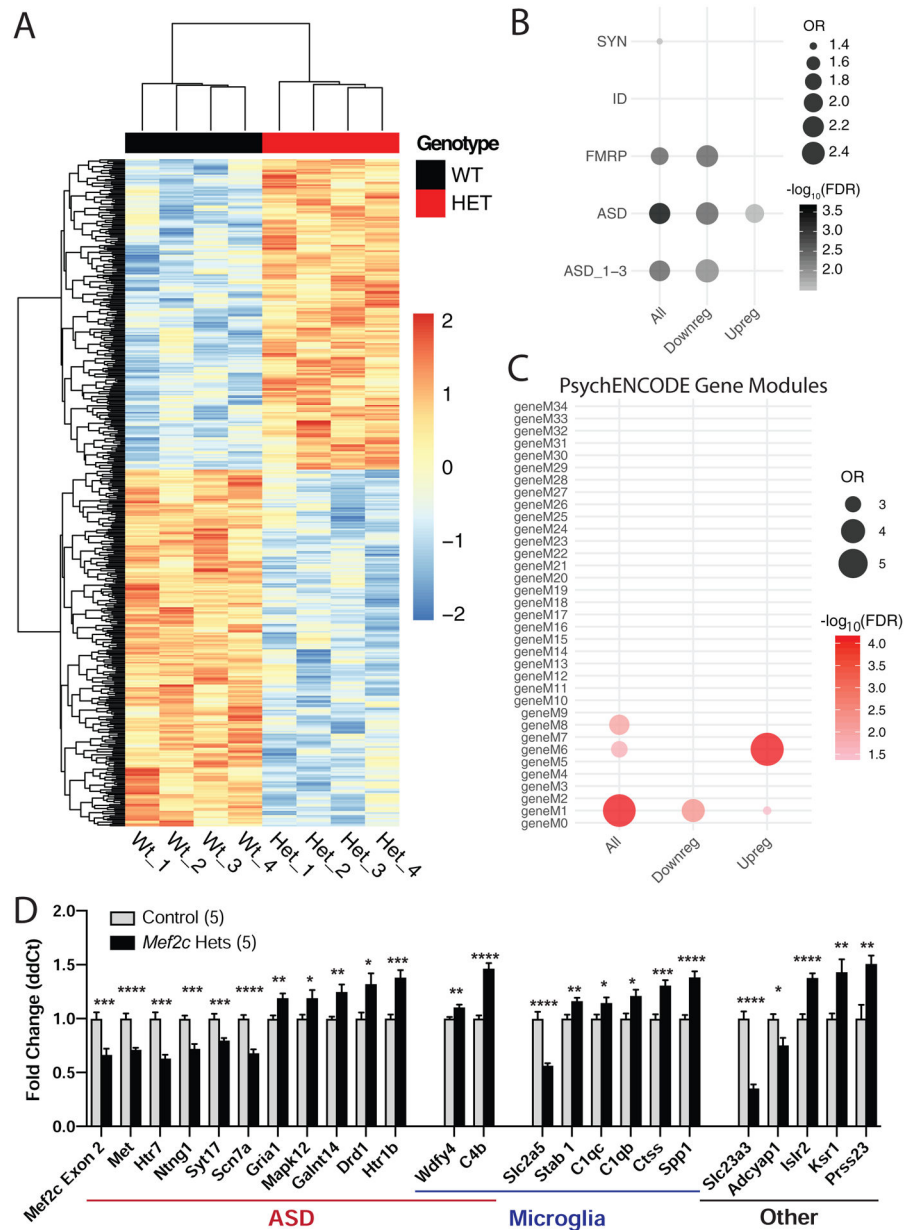 A
Genotype
WT
HET
2
1
0
−1
−2
Wt_1
Wt_2
Wt_3
Wt_4
Het_1
Het_2
Het_3
Het_4
B
SYN
ID
FMRP
ASD
ASD_1−3
All
Downreg
Upreg
OR
1.4
1.6
1.8
2.0
2.2
2.4
-log10(FDR)
3.5
3.0
2.5
2.0
C
PsychENCODE Gene Modules
geneM34
geneM33
geneM32
geneM31
geneM30
geneM29
geneM28
geneM27
geneM26
geneM25
geneM24
geneM23
geneM22
geneM21
geneM20
geneM19
geneM18
geneM17
geneM16
geneM15
geneM14
geneM13
geneM12
geneM11
geneM10
geneM9
geneM8
geneM7
geneM6
geneM5
geneM4
geneM3
geneM2
geneM1
geneM0
All
Downreg
Upreg
OR
3
4
5
-log10(FDR)
4.0
3.5
3.0
2.5
2.0
1.5
D
Fold Change (ddCt)
2.0
1.5
1.0
0.5
0.0
Control (5)
Mef2c Hets (5)
*** **** *** *** *** **** ** * ** * *** ** **** **** ** * * *** **** **** * **** ** **
Mef2c Exon 2
Met
Htr7
Ntng1
Syt17
Scn7a
Gria1
Mapk12
Galnt14
Drd1
Htr1b
Wdfy4
C4b
Slc2a5
Stab 1
C1qc
C1qb
Ctss
Spp1
Slc23a3
Adcyap1
Islr2
Ksr1
Prss23
ASD
Microglia
Other